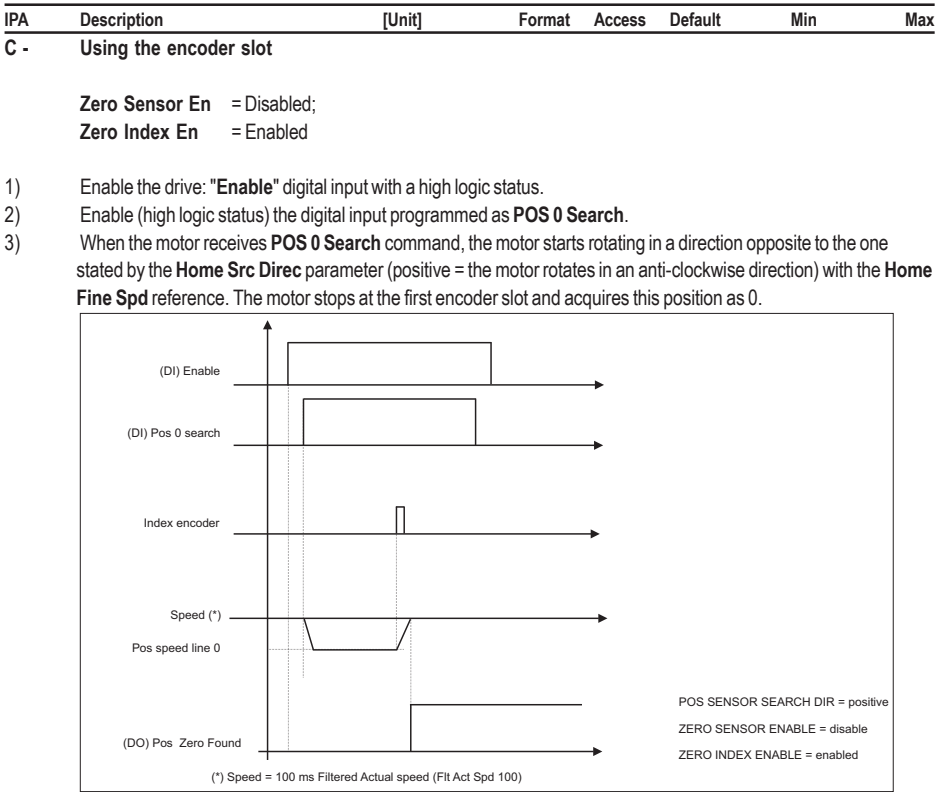 IPA Description [Unit] Format Access Default Min Max
C - Using the encoder slot
Zero Sensor En = Disabled;
Zero Index En = Enabled
1) Enable the drive: "Enable" digital input with a high logic status.
2) Enable (high logic status) the digital input programmed as POS 0 Search.
3) When the motor receives POS 0 Search command, the motor starts rotating in a direction opposite to the one
stated by the Home Src Direc parameter (positive = the motor rotates in an anti-clockwise direction) with the Home
Fine Spd reference. The motor stops at the first encoder slot and acquires this position as 0.
(DI) Enable
(DI) Pos 0 search
Index encoder
Speed (*)
Pos speed line 0
POS SENSOR SEARCH DIR = positive
ZERO SENSOR ENABLE = disable
(DO) Pos Zero Found
ZERO INDEX ENABLE = enabled
(*) Speed = 100 ms Filtered Actual speed (Flt Act Spd 100)